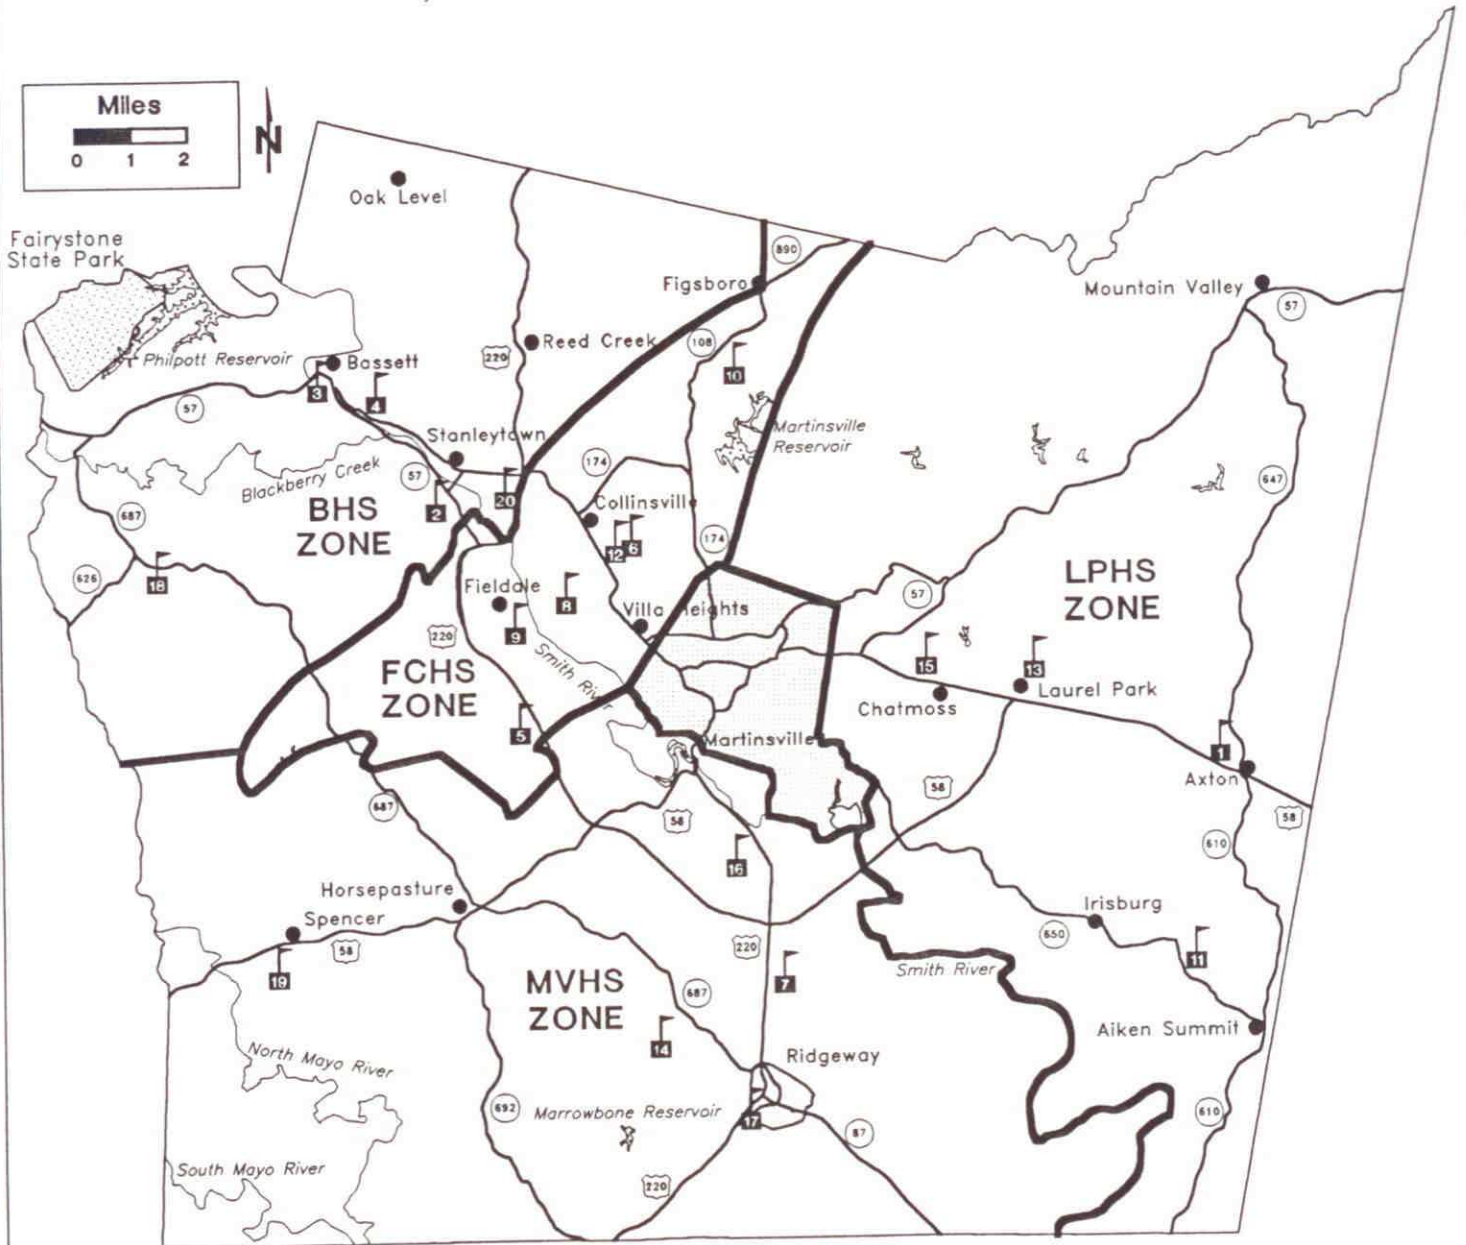 Miles
0 1 2
N
Oak Level
Fairystone
State Park
890
Figsboro
Mountain Valley
57
Philpott Reservoir
Bassett
220
Reed Creek
108
10
3
4
57
Martinsville
Reservoir
Stanleytown
174
Blackberry Creek
57
20
647
2
Collinsville
687
BHS
ZONE
12
6
174
626
18
LPHS
ZONE
Fieldale
8
57
Villa Heights
220
9
15
13
Smith River
FCHS
ZONE
Laurel Park
Chatmoss
5
Martinsville
1
Axton
58
687
58
58
610
16
Horsepasture
Irisburg
Spencer
58
220
650
11
19
7
Smith River
MVHS
ZONE
687
14
Aiken Summit
North Mayo River
Ridgeway
692
Marrowbone Reservoir
17
87
610
South Mayo River
220